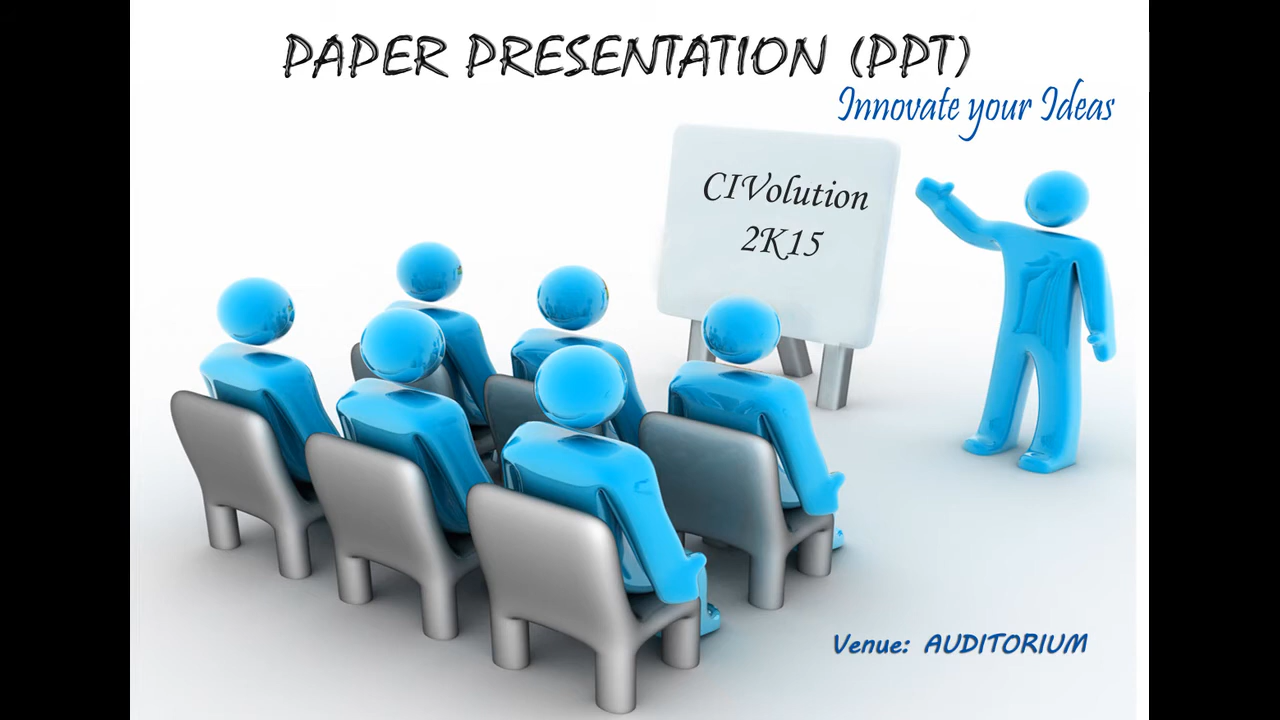 PAPER PRESENTATION (PPT)
Innovate your Ideas
CIVolution
2K15
Venue: AUDITORIUM